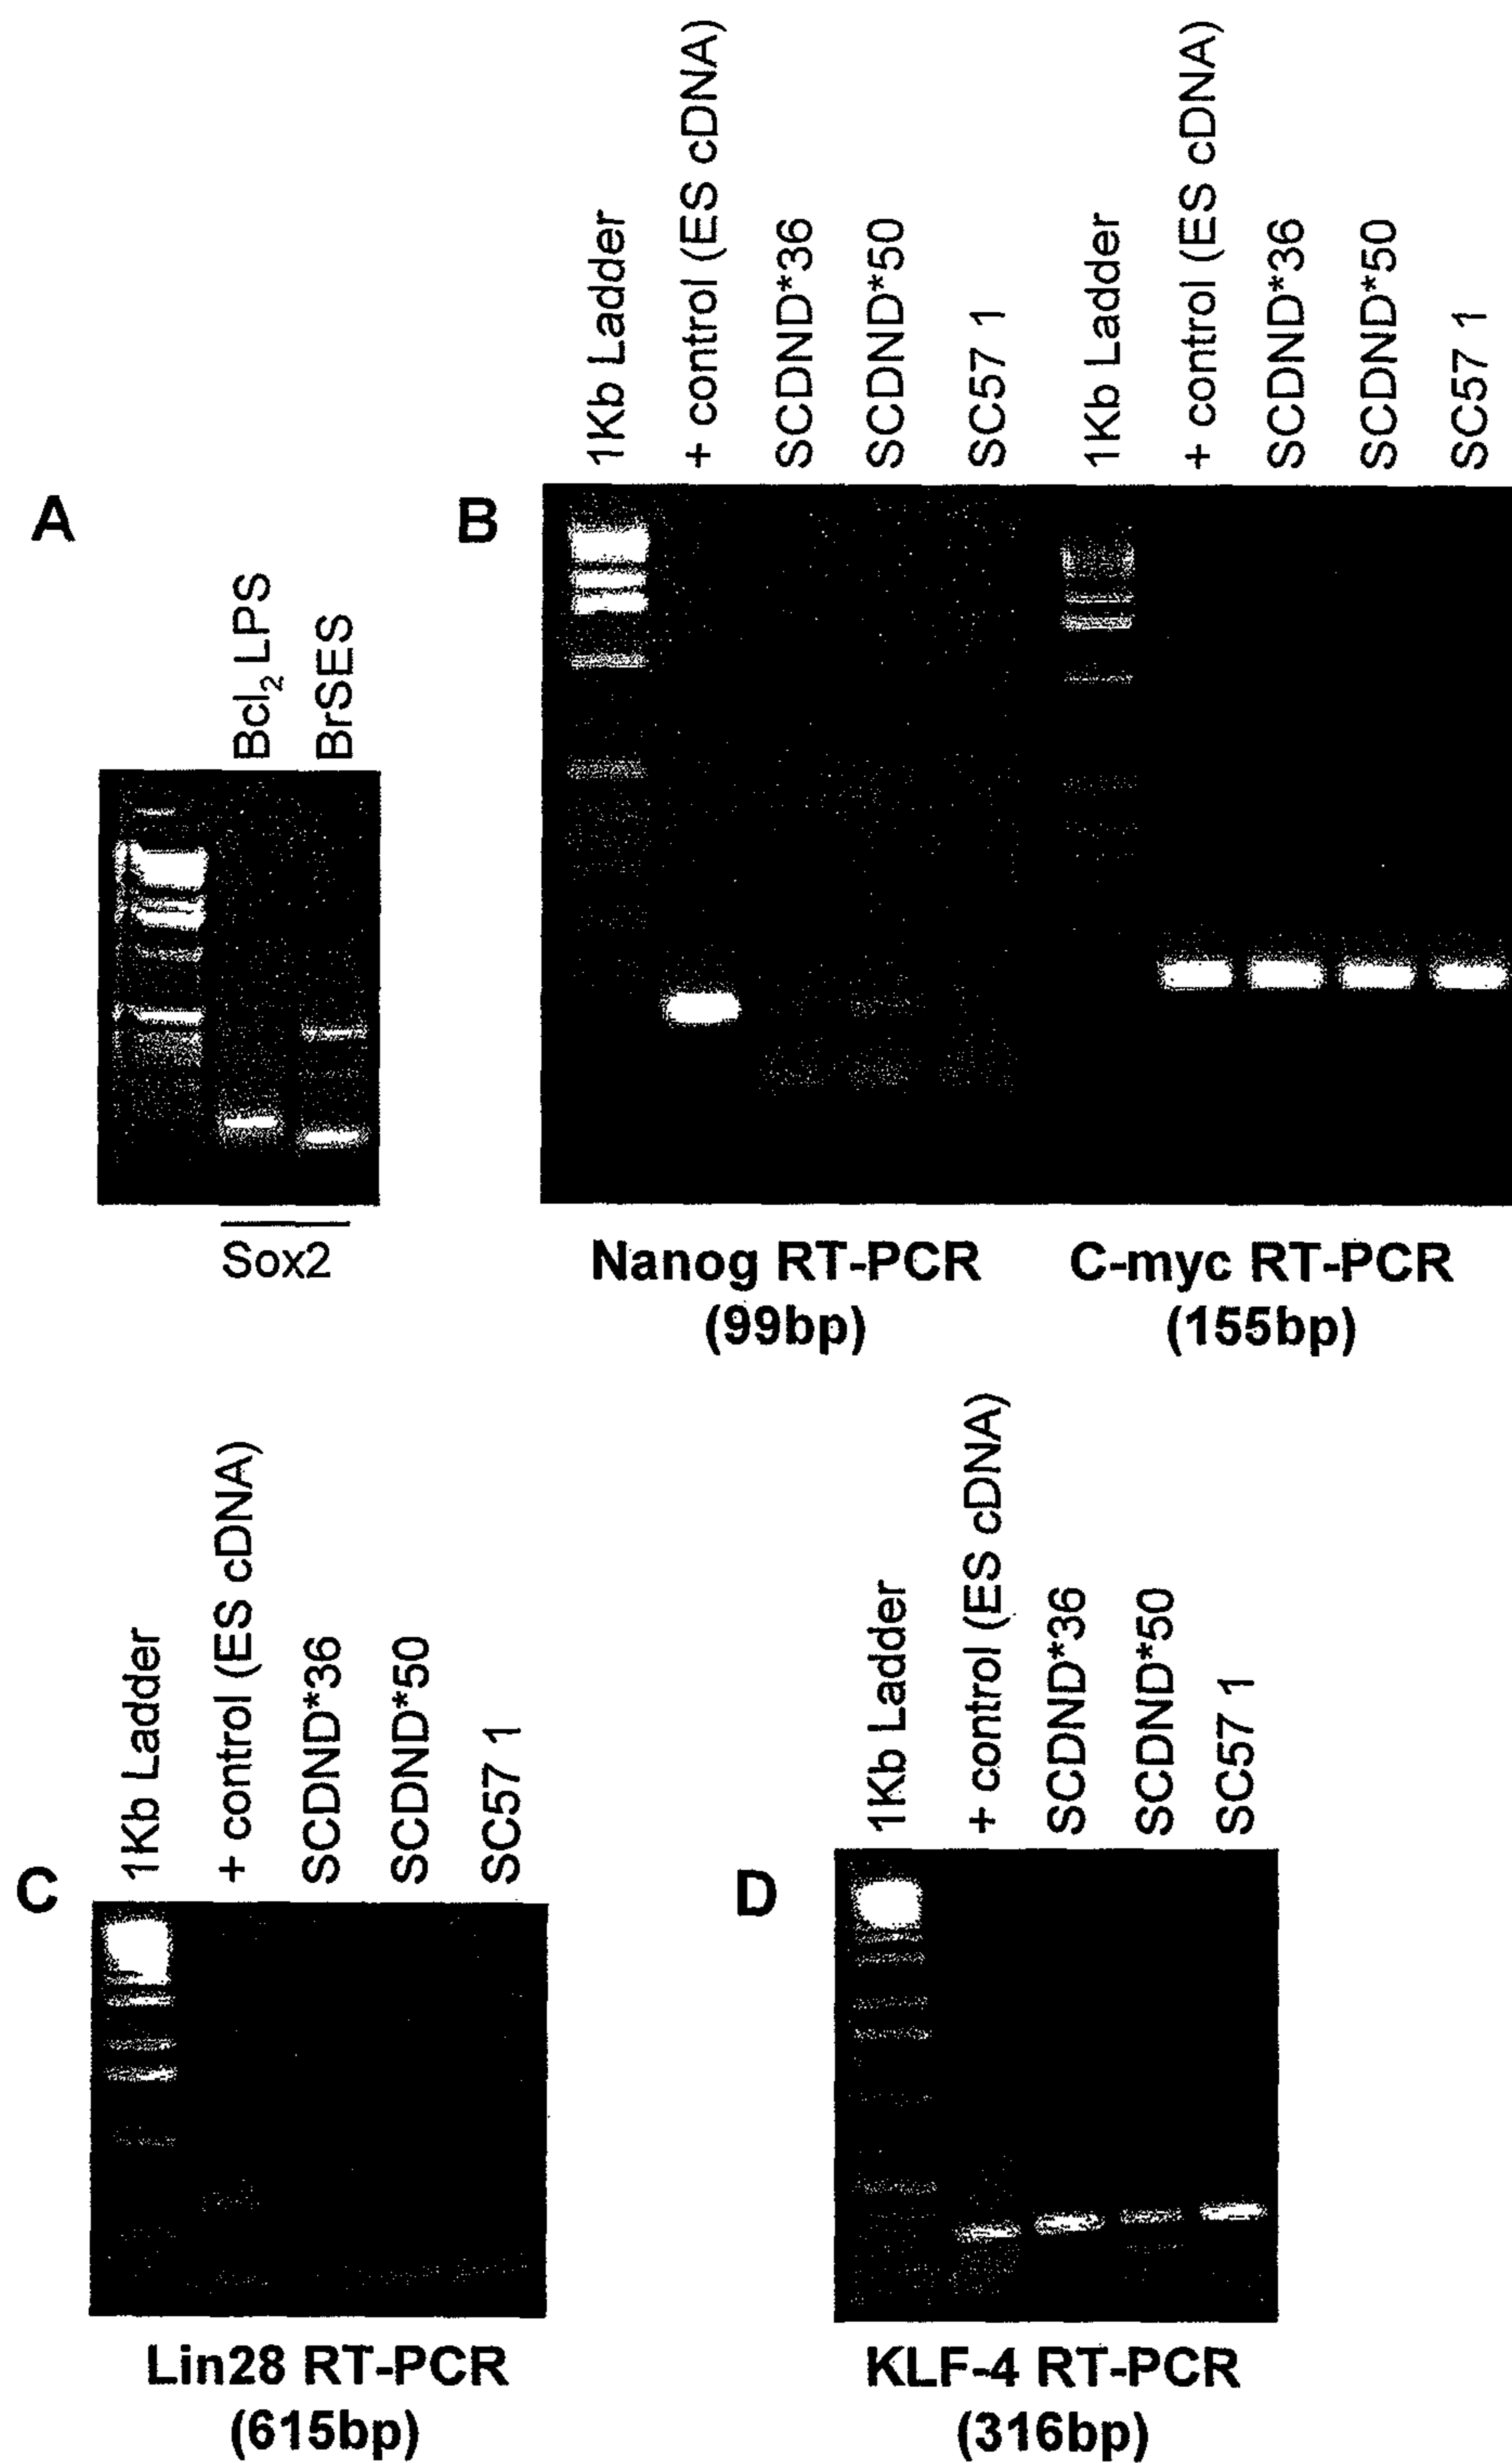 A
Bcl2 LPS
BrSES
Sox2
B
1Kb Ladder
+ control (ES cDNA)
SCDND*36
SCDND*50
SC57 1
1Kb Ladder
+ control (ES cDNA)
SCDND*36
SCDND*50
SC57 1
Nanog RT-PCR
(99bp)
C-myc RT-PCR
(155bp)
C
1Kb Ladder
+ control (ES cDNA)
SCDND*36
SCDND*50
SC57 1
Lin28 RT-PCR
(615bp)
D
1Kb Ladder
+ control (ES cDNA)
SCDND*36
SCDND*50
SC57 1
KLF-4 RT-PCR
(316bp)